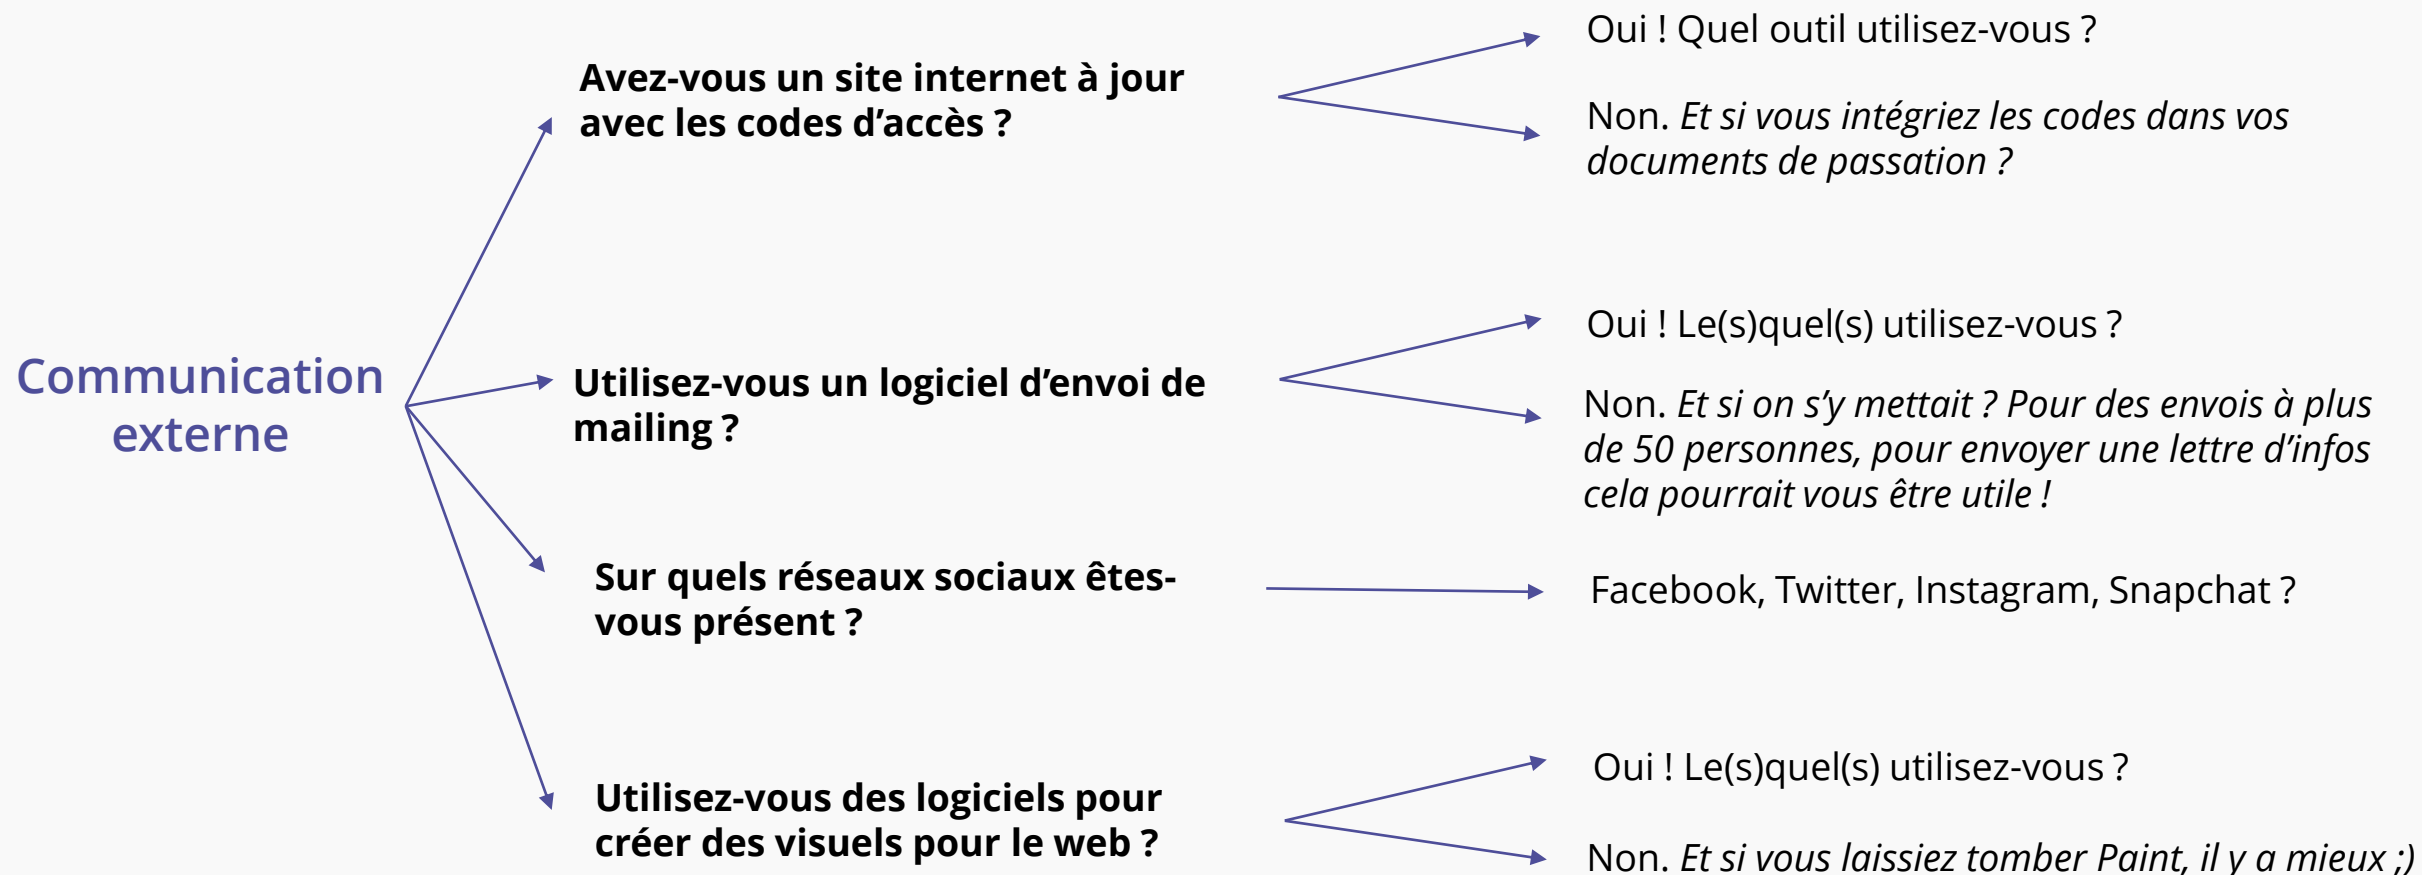 Communication
externe
Avez-vous un site internet à jour
avec les codes d’accès ?
Oui ! Quel outil utilisez-vous ?
Non. Et si vous intégriez les codes dans vos
documents de passation ?
Utilisez-vous un logiciel d’envoi de
mailing ?
Oui ! Le(s)quel(s) utilisez-vous ?
Non. Et si on s’y mettait ? Pour des envois à plus
de 50 personnes, pour envoyer une lettre d’infos
cela pourrait vous être utile !
Sur quels réseaux sociaux êtes-
vous présent ?
Facebook, Twitter, Instagram, Snapchat ?
Utilisez-vous des logiciels pour
créer des visuels pour le web ?
Oui ! Le(s)quel(s) utilisez-vous ?
Non. Et si vous laissiez tomber Paint, il y a mieux ;)